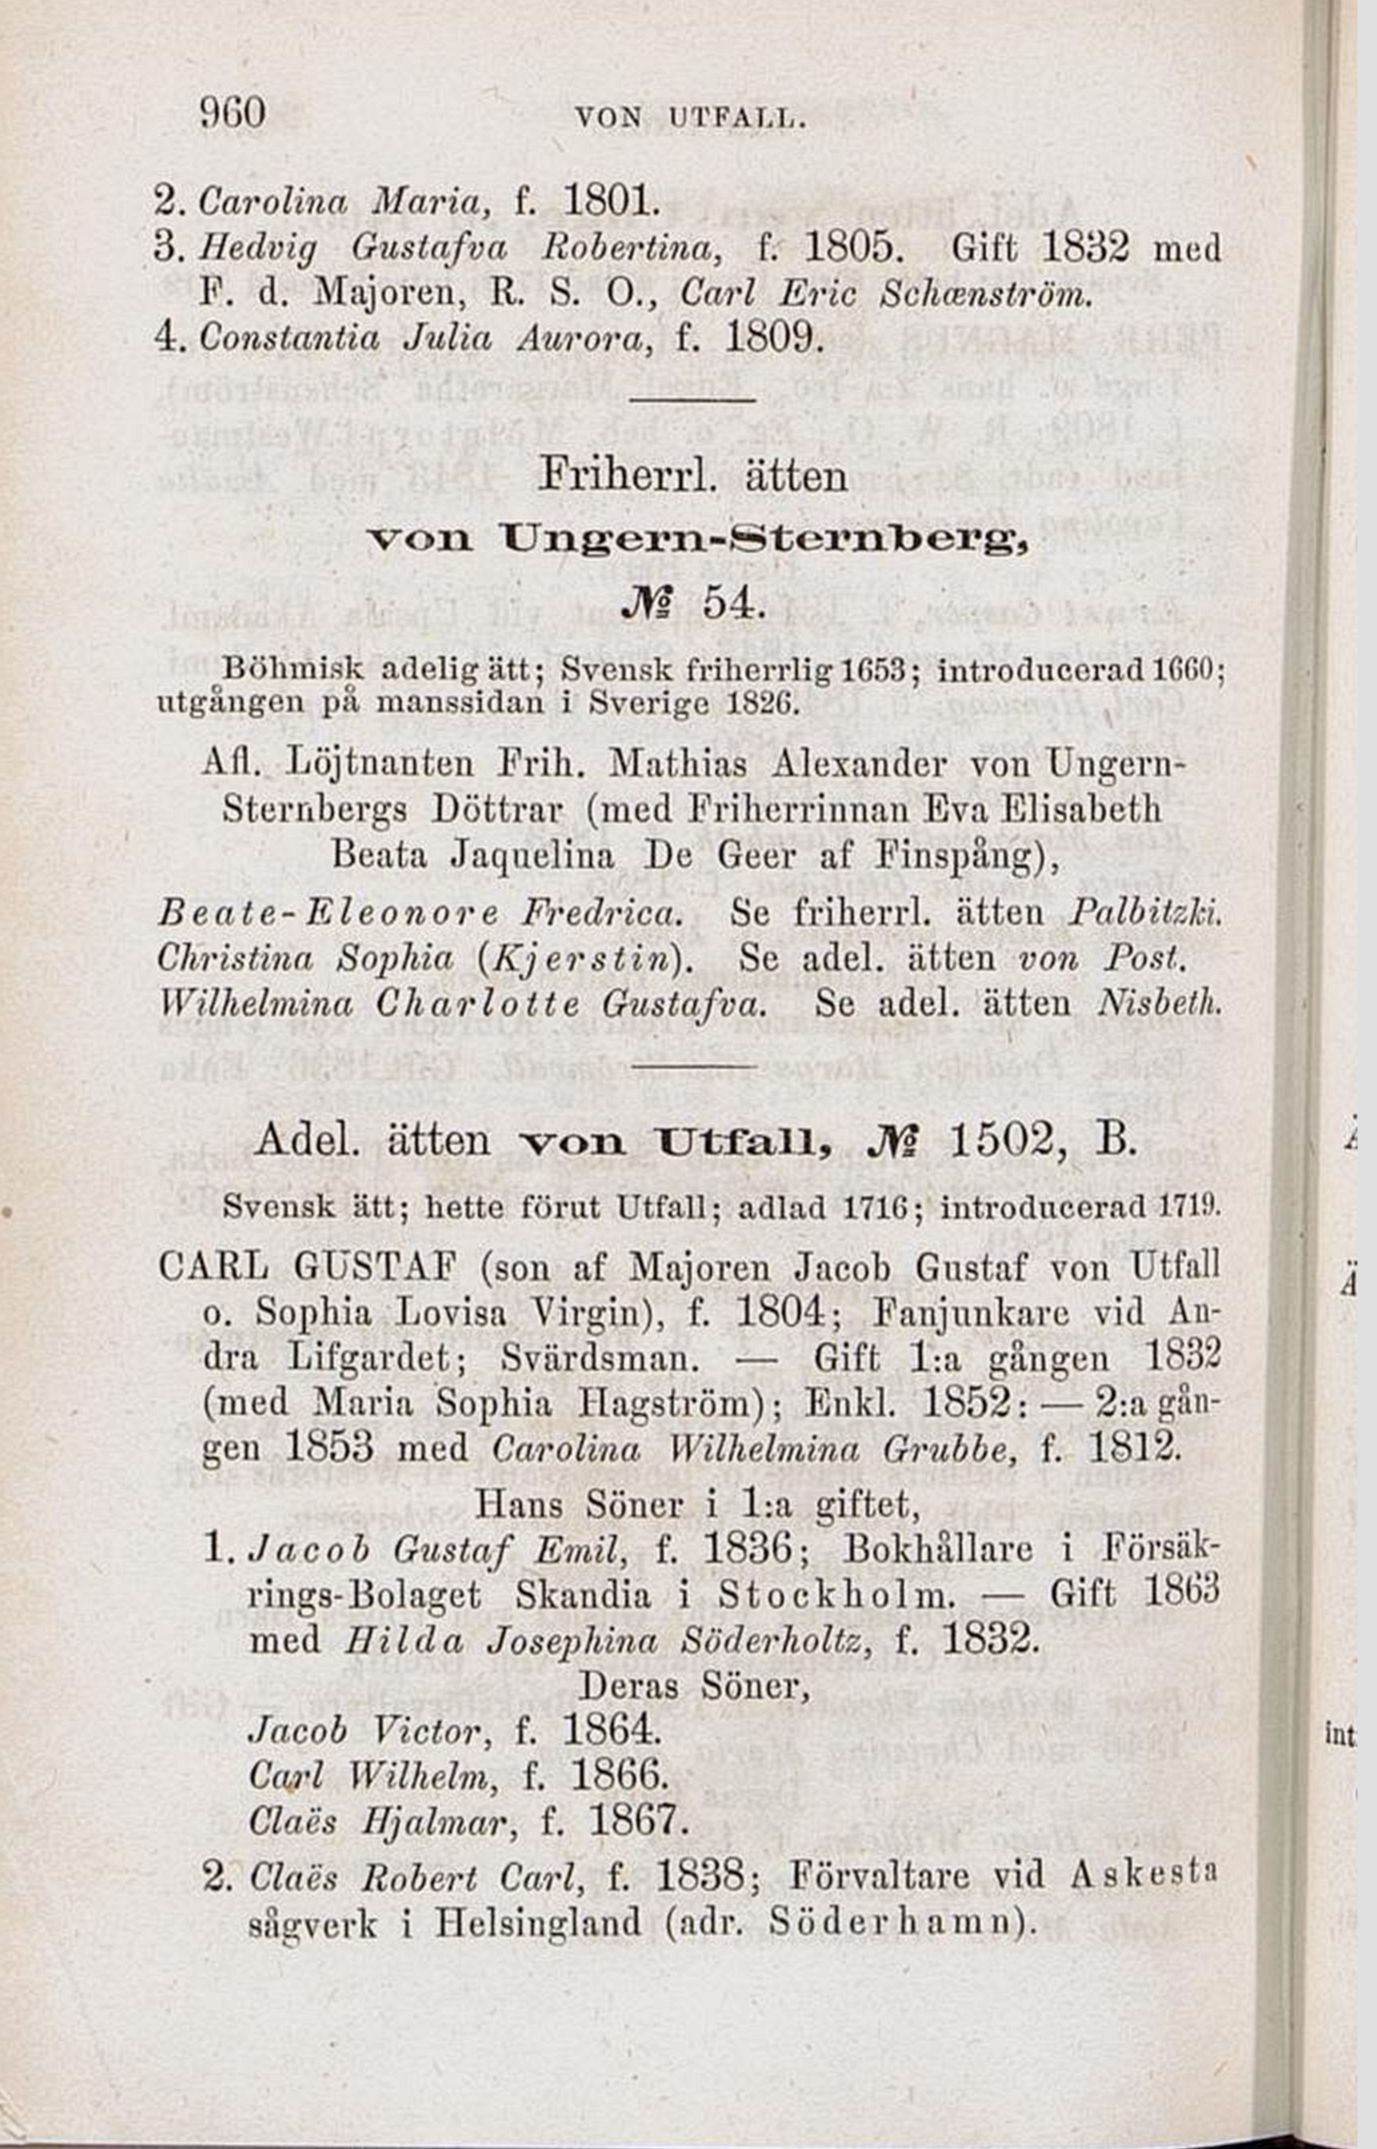 960 VON UTFALL.
2. Carolina Maria, f. 1801.
3. Hedvig Gustafva Robertina, f. 1805. Gift 1832 med
F. d. Majoren, R. S. O., Carl Eric Schœnström.
4. Constantia Julia Aurora, f. 1809.
Friherrl. ätten
von Ungern-Sternberg,
№ 54.
Böhmisk adelig ätt; Svensk friherrlig 1653; introducerad 1660;
utgången på manssidan i Sverige 1826.
Afl. Löjtnanten Frih. Mathias Alexander von Ungern-
Sternbergs Döttrar (med Friherrinnan Eva Elisabeth
Beata Jaquelina De Geer af Finspång),
Beate-Eleonore Fredrica. Se friherrl. ätten Palbitzki.
Christina Sophia (Kjerstin). Se adel. ätten von Post.
Wilhelmina Charlotte Gustafva. Se adel. ätten Nisbeth.
Adel. ätten von Utfall, № 1502, B.
Svensk ätt; hette förut Utfall; adlad 1716; introducerad 1719.
CARL GUSTAF (son af Majoren Jacob Gustaf von Utfall
o. Sophia Lovisa Virgin), f. 1804; Fanjunkare vid An-
dra Lifgardet; Svärdsman. — Gift 1:a gången 1832
(med Maria Sophia Hagström); Enkl. 1852: — 2:a gån-
gen 1853 med Carolina Wilhelmina Grubbe, f. 1812.
Hans Söner i 1:a giftet,
1. Jacob Gustaf Emil, f. 1836; Bokhållare i Försäk-
rings-Bolaget Skandia i Stockholm. — Gift 1863
med Hilda Josephina Söderholtz, f. 1832.
Deras Söner,
Jacob Victor, f. 1864.
Carl Wilhelm, f. 1866.
Claës Hjalmar, f. 1867.
2. Claës Robert Carl, f. 1838; Förvaltare vid Askesta
sågverk i Helsingland (adr. Söderhamn).
int